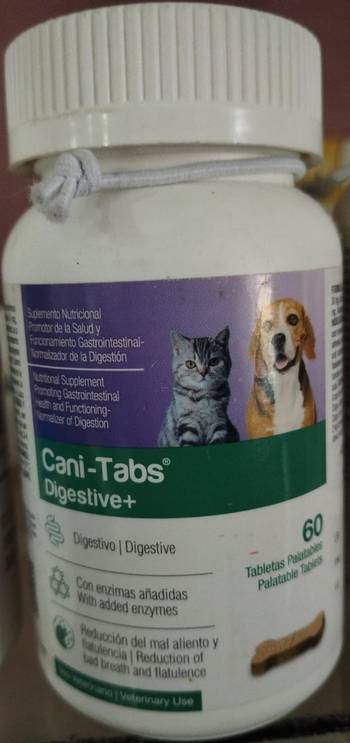 Suplemento Nutricional
Promotor de la Salud y
Funcionamiento Gastrointestinal-
Normalizador de la Digestión
Nutritional Supplement
Promoting Gastrointestinal
Health and Functioning-
Normalizer of Digestion
Cani-Tabs®
Digestive+
60
Tabletas Palatables
Palatable Tablets
Digestivo | Digestive
Con enzimas añadidas
With added enzymes
Reducción del mal aliento y
flatulencia | Reduction of
bad breath and flatulence
Uso Veterinario | Veterinary Use